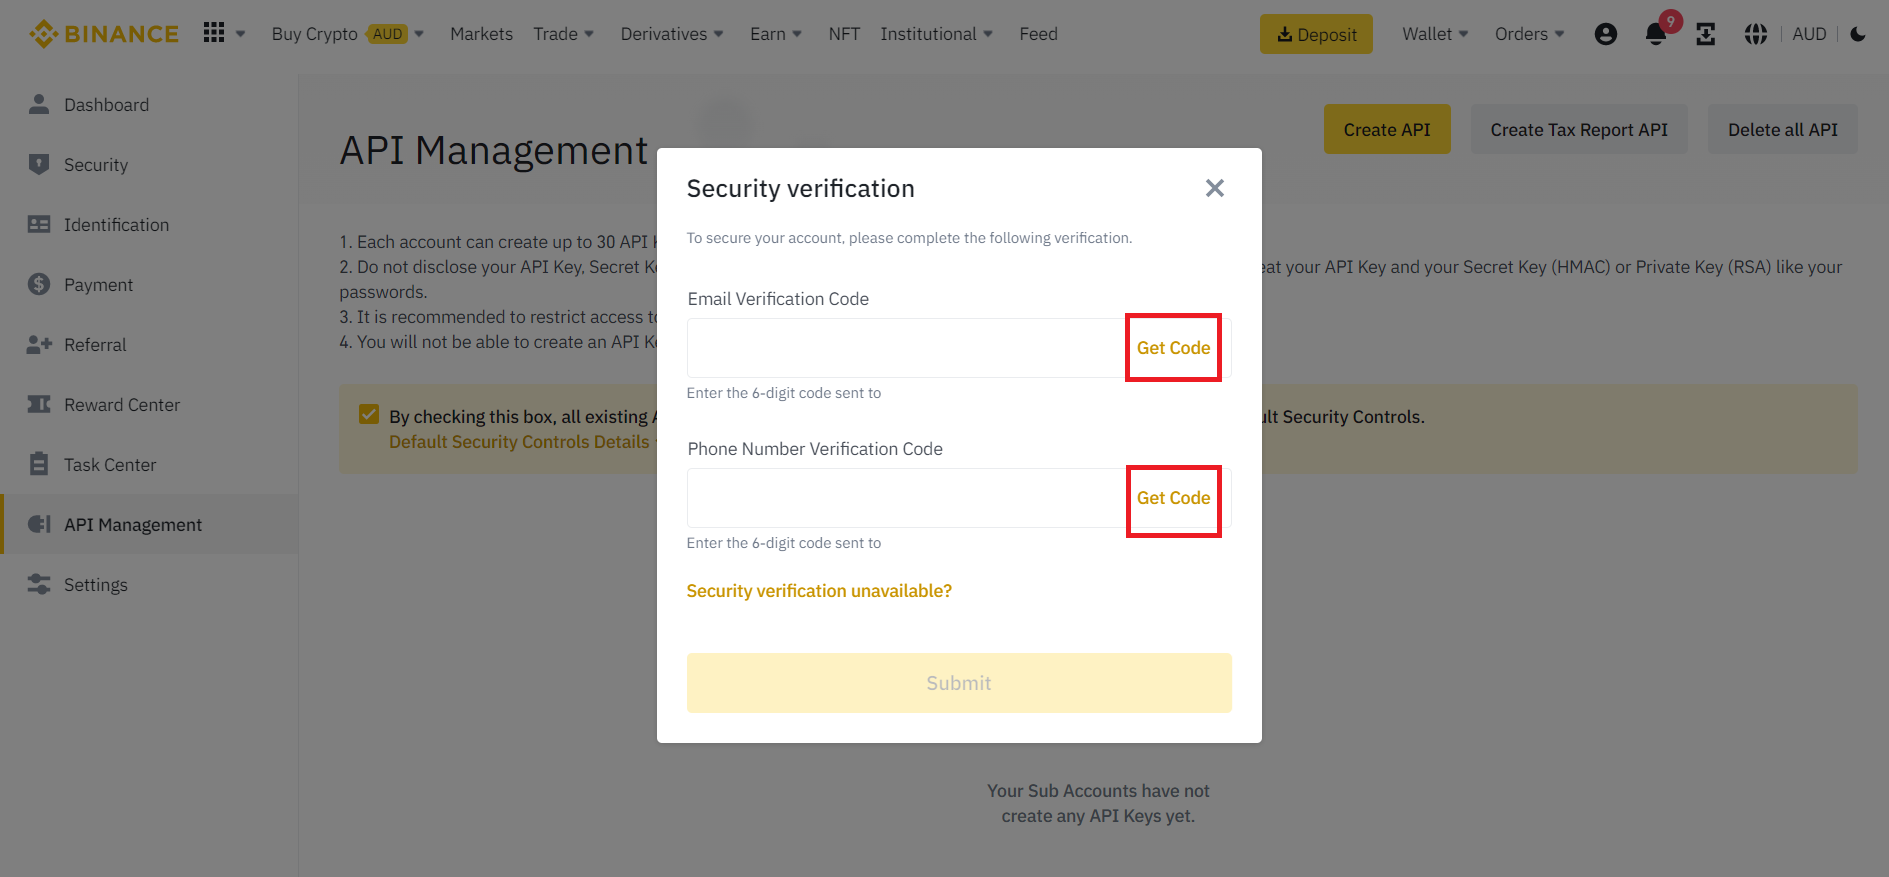 BINANCE
Buy Crypto AUD Markets Trade Derivatives Earn NFT Institutional Feed Deposit Wallet Orders 9 AUD
Dashboard
Security
Identification
Payment
Referral
Reward Center
Task Center
API Management
Settings
API Management
Create API Create Tax Report API Delete all API
1. Each account can create up to 30 API
2. Do not disclose your API Key, Secret eat your API Key and your Secret Key (HMAC) or Private Key (RSA) like your
passwords.
3. It is recommended to restrict access
4. You will not be able to create an API
By checking this box, all existing ult Security Controls.
Default Security Controls Details
Security verification
To secure your account, please complete the following verification.
Email Verification Code
Get Code
Enter the 6-digit code sent to
Phone Number Verification Code
Get Code
Enter the 6-digit code sent to
Security verification unavailable?
Submit
Your Sub Accounts have not
create any API Keys yet.